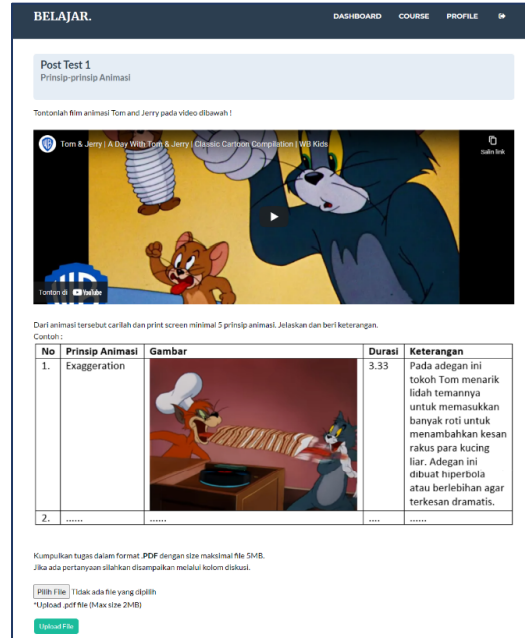 BELAJAR.
DASHBOARD COURSE PROFILE
Post Test 1
Prinsip-prinsip Animasi
Tontonlah film animasi Tom and Jerry pada video dibawah !
Tom & Jerry | A Day With Tom & Jerry | Classic Cartoon Compilation | WB Kids
Salin link
Tonton di YouTube
Dari animasi tersebut carilah dan print screen minimal 5 prinsip animasi. Jelaskan dan beri keterangan.
Contoh :
No Prinsip Animasi Gambar Durasi Keterangan
1. Exaggeration 3.33 Pada adegan ini
tokoh Tom menarik
lidah temannya
untuk memasukkan
banyak roti untuk
menambahkan kesan
rakus para kucing
liar. Adegan ini
dibuat hiperbola
atau berlebihan agar
terkesan dramatis.
2. ...... ...... .... ......
Kumpulkan tugas dalam format .PDF dengan size maksimal file 5MB.
Jika ada pertanyaan silahkan disampaikan melalui kolom diskusi.
Pilih File Tidak ada file yang dipilih
*Upload .pdf file (Max size 2MB)
Upload File